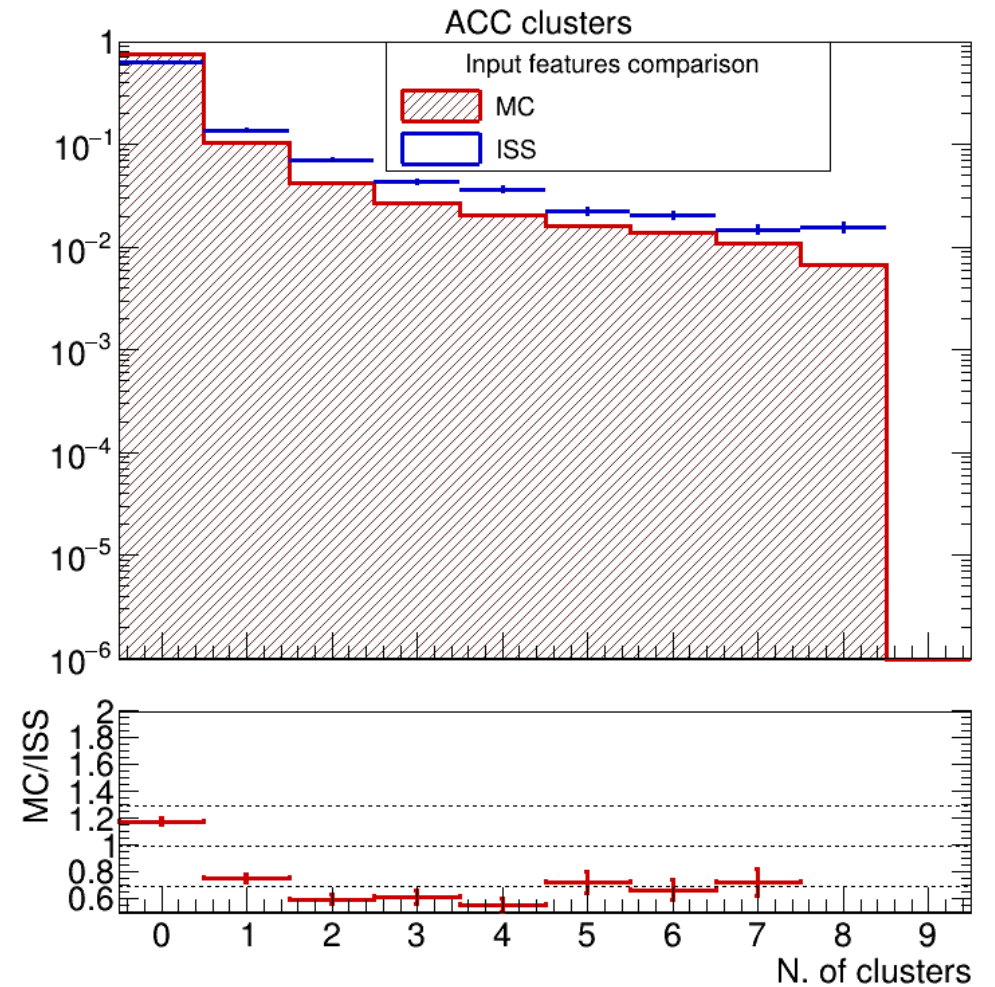 ACC clusters
Input features comparison
MC
ISS
1
10−1
10−2
10−3
10−4
10−5
10−6
MC/ISS
2
1.8
1.6
1.4
1.2
1
0.8
0.6
0 1 2 3 4 5 6 7 8 9
N. of clusters